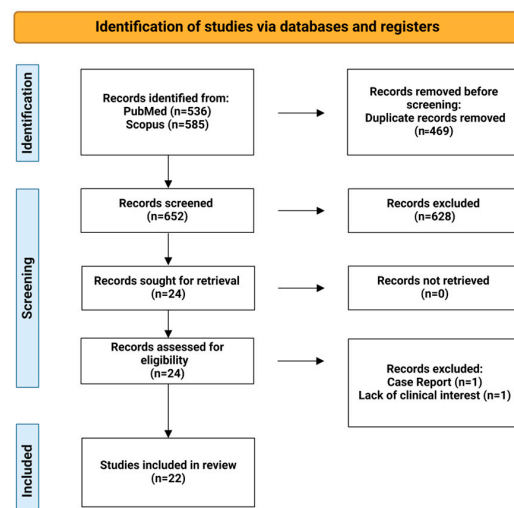 Identification of studies via databases and registers
Identification
Records identified from:
PubMed (n=536)
Scopus (n=585)
Records removed before
screening:
Duplicate records removed
(n=469)
Screening
Records screened
(n=652)
Records excluded
(n=628)
Records sought for retrieval
(n=24)
Records not retrieved
(n=0)
Records assessed for
eligibility
(n=24)
Records excluded:
Case Report (n=1)
Lack of clinical interest (n=1)
Included
Studies included in review
(n=22)